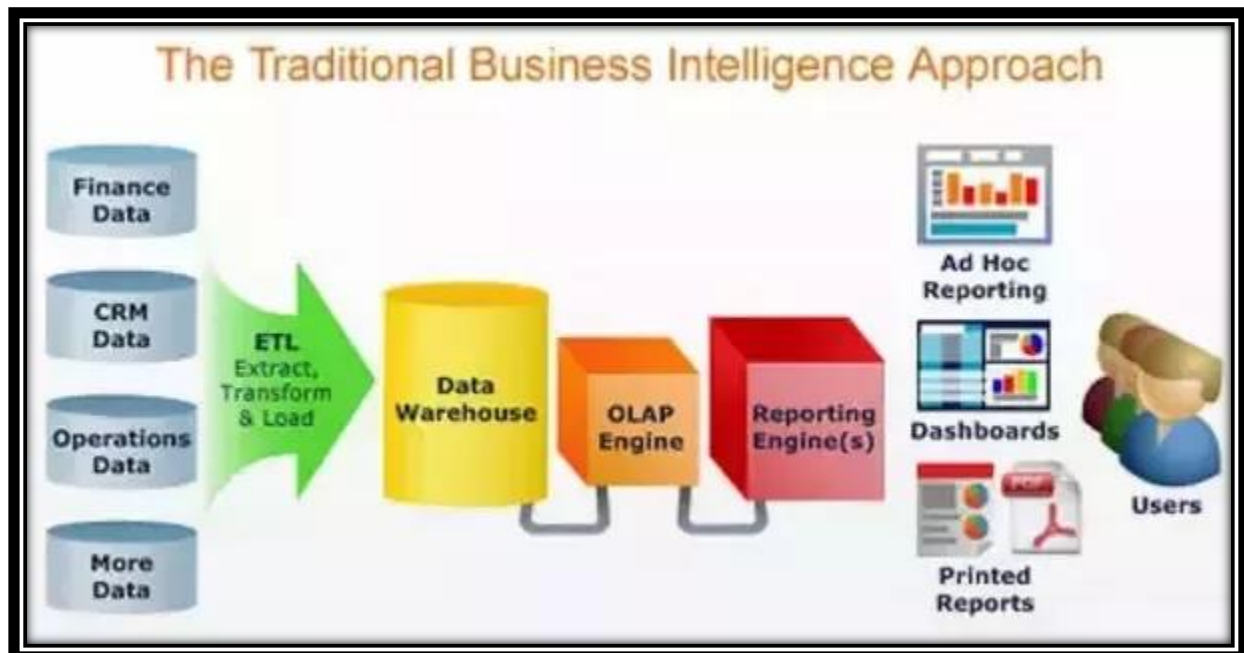 The Traditional Business Intelligence Approach
Finance
Data
CRM
Data
Operations
Data
More
Data
ETL
Extract,
Transform
& Load
Data
Warehouse
OLAP
Engine
Reporting
Engine(s)
Ad Hoc
Reporting
Dashboards
PDF
Printed
Reports
Users